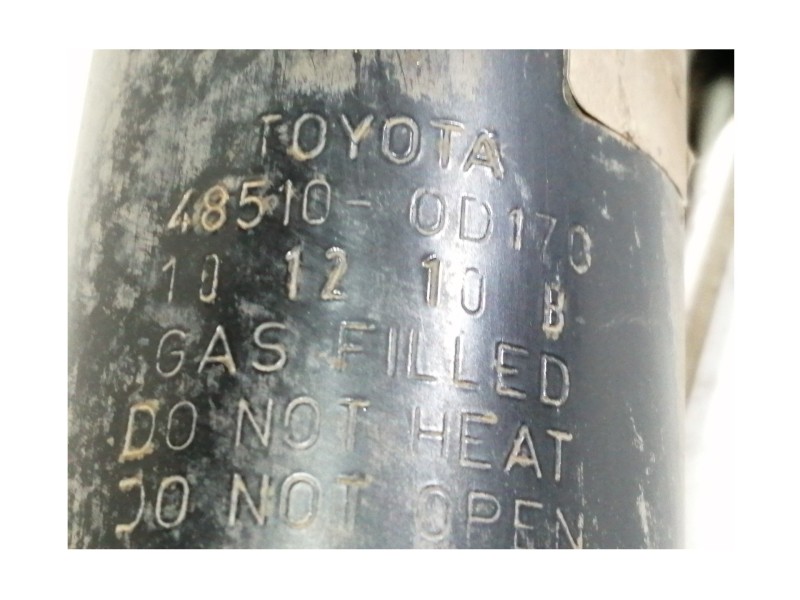 TOYOTA
48510-0D170
10 12 10 B
GAS FILLED
DO NOT HEAT
DO NOT OPEN